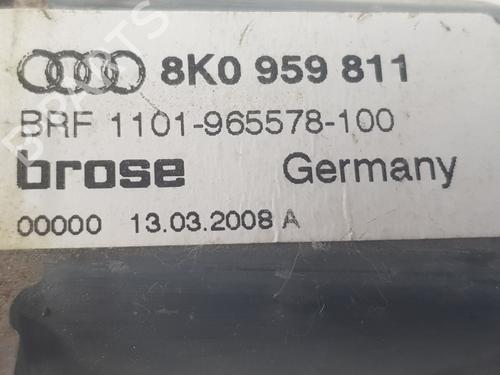 8K0 959 811
BRF 1101-965578-100
brose Germany
00000 13.03.2008 A